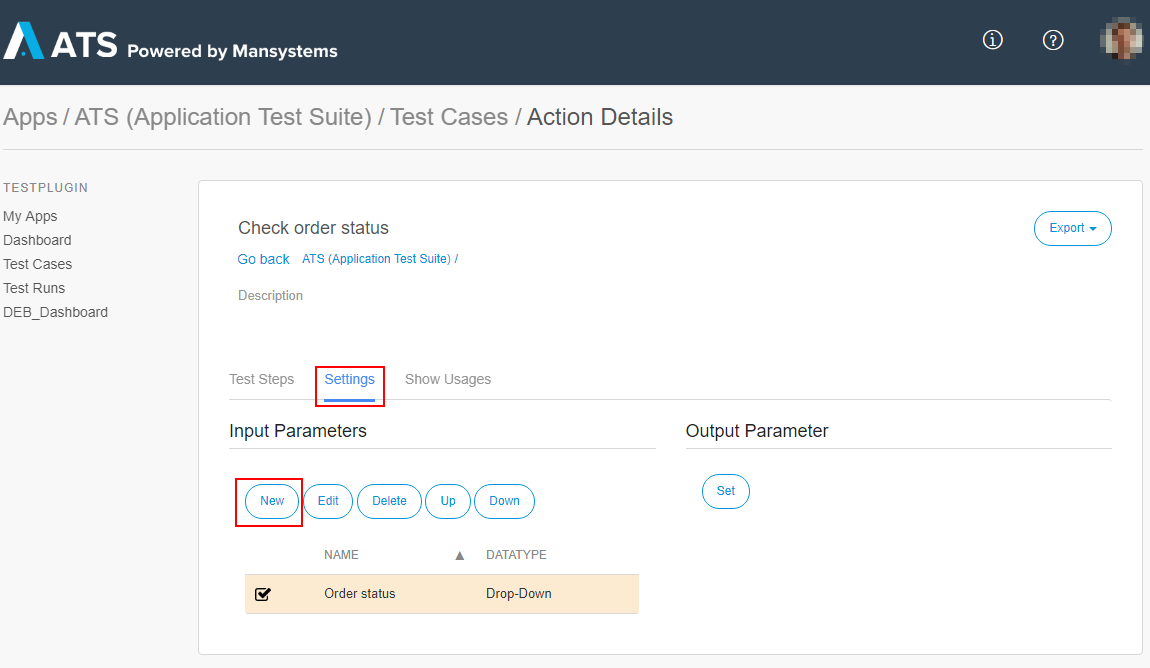 ATS Powered by Mansystems
Apps / ATS (Application Test Suite) / Test Cases / Action Details
TESTPLUGIN
My Apps
Dashboard
Test Cases
Test Runs
DEB_Dashboard
Check order status
Export
Go back ATS (Application Test Suite) /
Description
Test Steps Settings Show Usages
Input Parameters
New Edit Delete Up Down
NAME ▲ DATATYPE
Order status Drop-Down
Output Parameter
Set